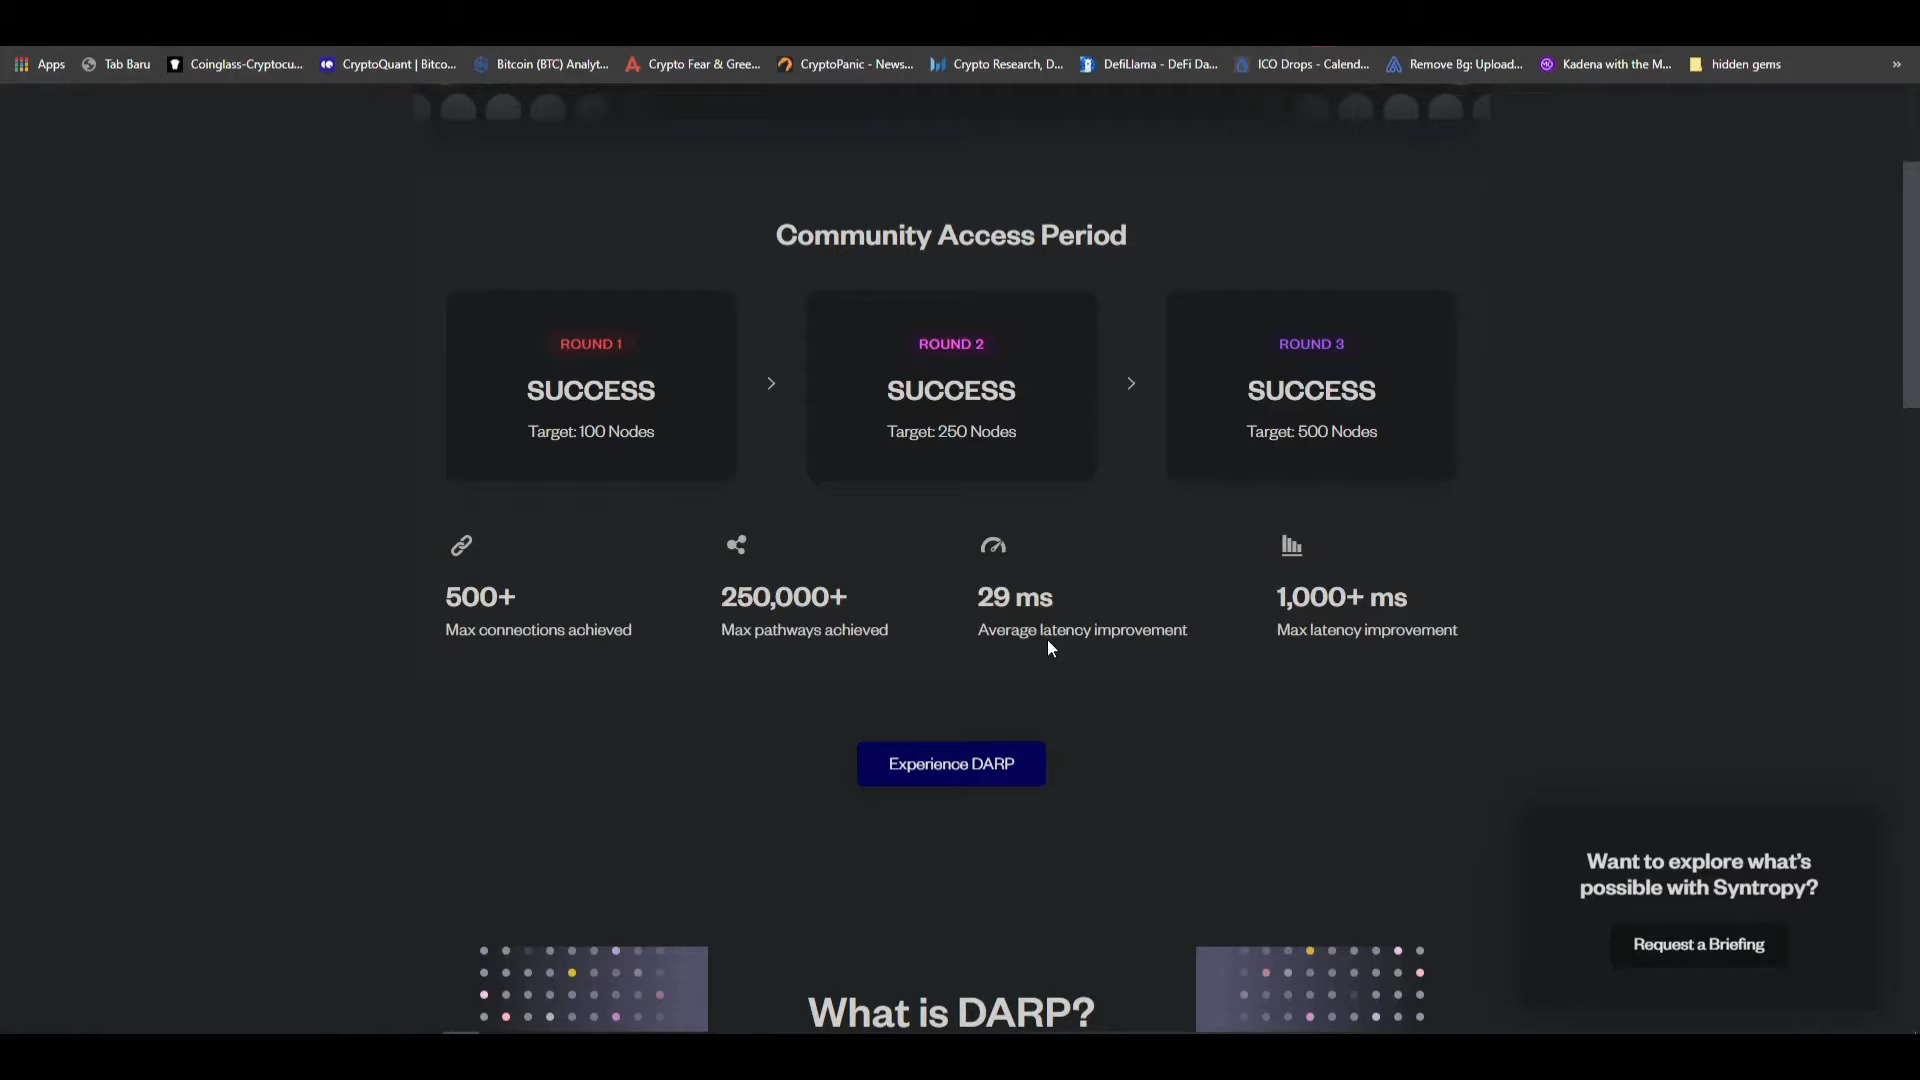 Apps Tab Baru Coinglass-Cryptocu... CryptoQuant | Bitco... Bitcoin (BTC) Analyt... Crypto Fear & Gree... CryptoPanic - News... Crypto Research, D... DefiLlama - DeFi Da... ICO Drops - Calend... Remove Bg: Upload... Kadena with the M... hidden gems »
Community Access Period
ROUND 1
SUCCESS
Target: 100 Nodes
ROUND 2
SUCCESS
Target: 250 Nodes
ROUND 3
SUCCESS
Target: 500 Nodes
500+
Max connections achieved
250,000+
Max pathways achieved
29 ms
Average latency improvement
1,000+ ms
Max latency improvement
Experience DARP
Want to explore what's
possible with Syntropy?
Request a Briefing
What is DARP?